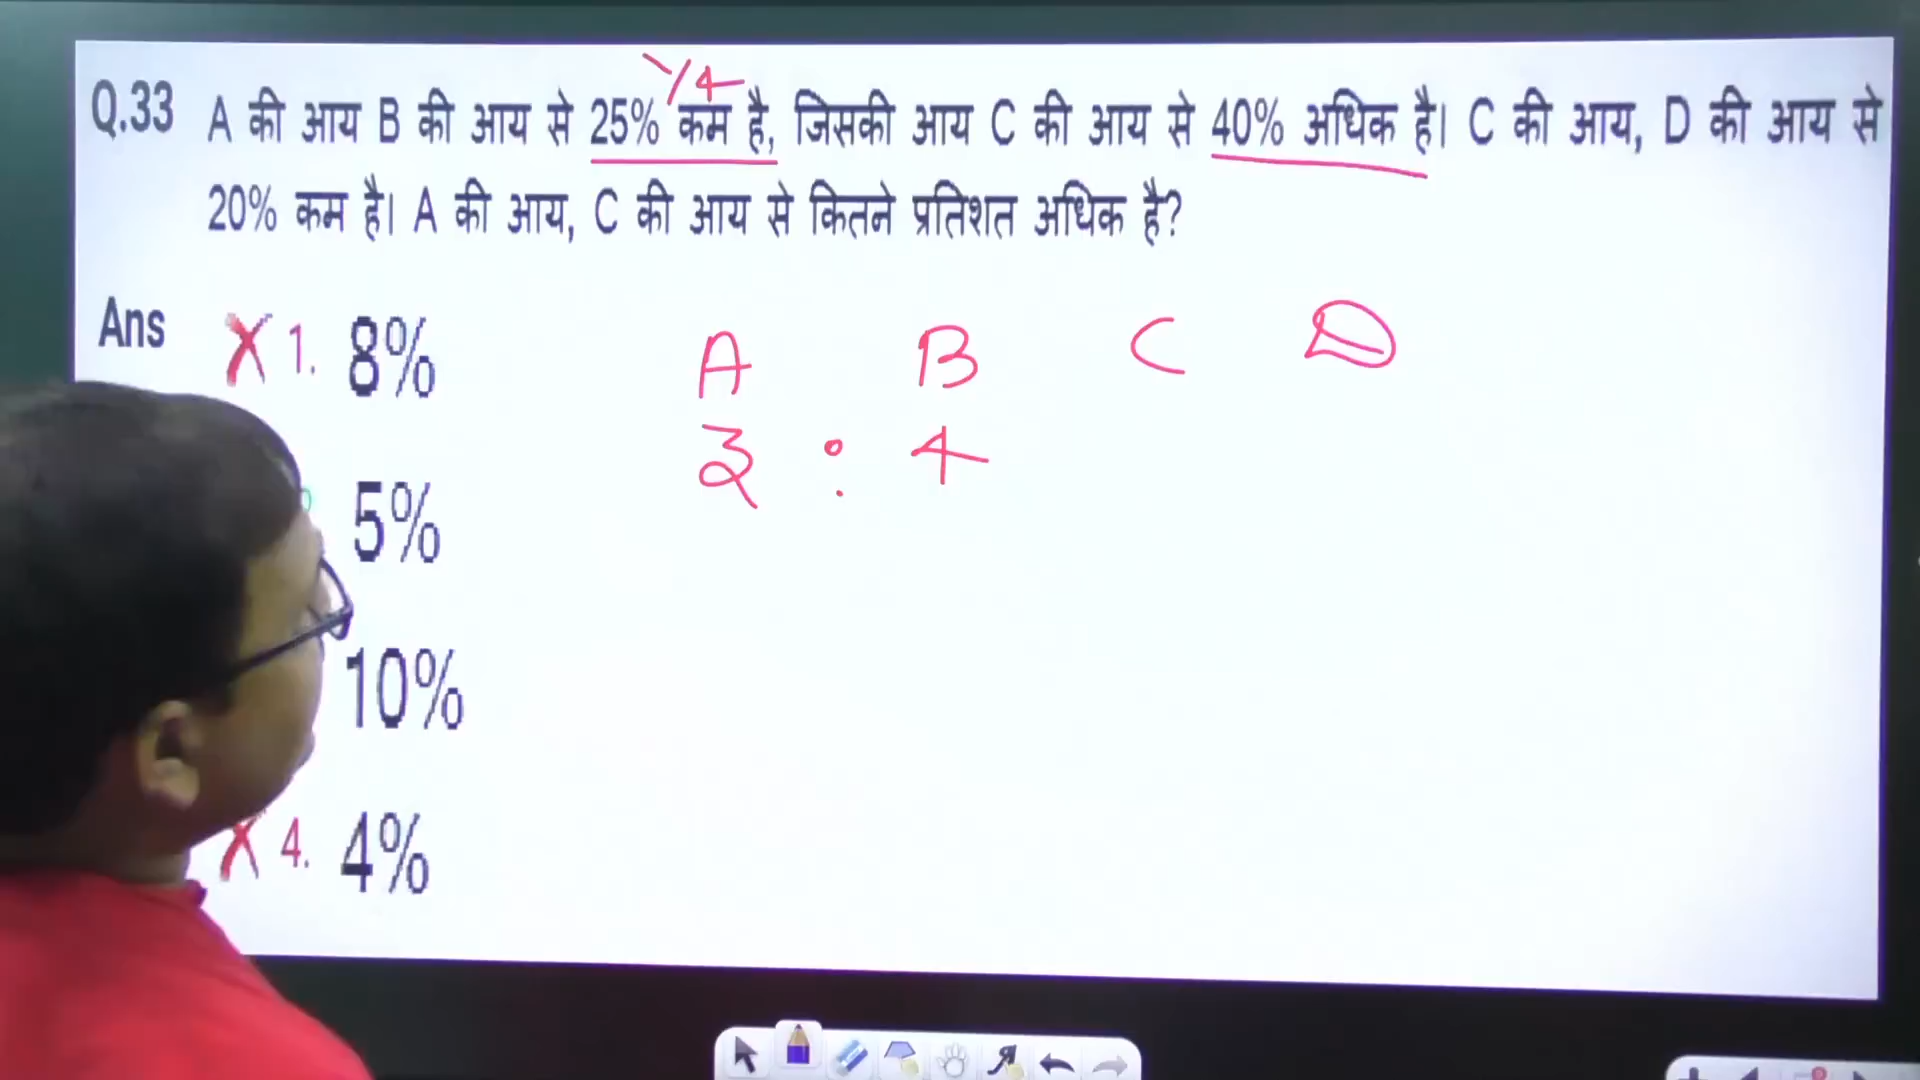 1/4
Q.33 A की आय B की आय से 25% कम है, जिसकी आय C की आय से 40% अधिक है। C की आय, D की आय से
20% कम है। A की आय, C की आय से कितने प्रतिशत अधिक है?
Ans
1. 8%
5%
10%
4. 4%
A B C D
3 : 4